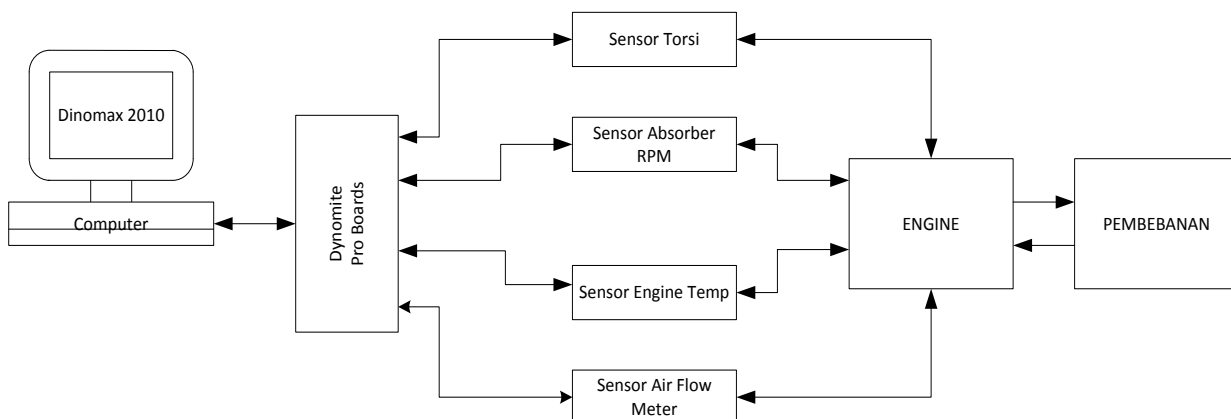 Dinomax 2010
Computer
Dynomite
Pro Boards
Sensor Torsi
Sensor Absorber
RPM
Sensor Engine Temp
Sensor Air Flow
Meter
ENGINE
PEMBEBANAN